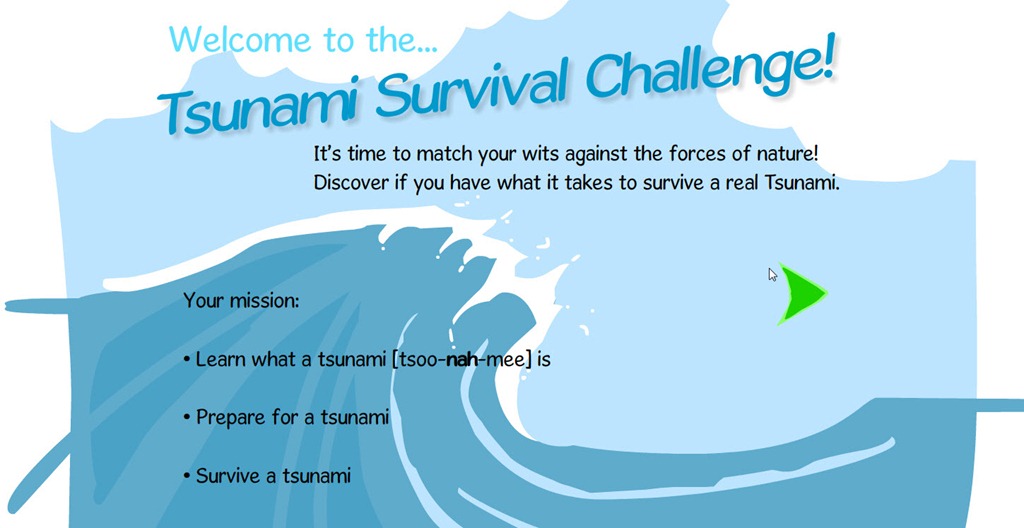 Welcome to the...
Tsunami Survival Challenge!
It's time to match your wits against the forces of nature!
Discover if you have what it takes to survive a real Tsunami.
Your mission:
• Learn what a tsunami [tsoo-nah-mee] is
• Prepare for a tsunami
• Survive a tsunami